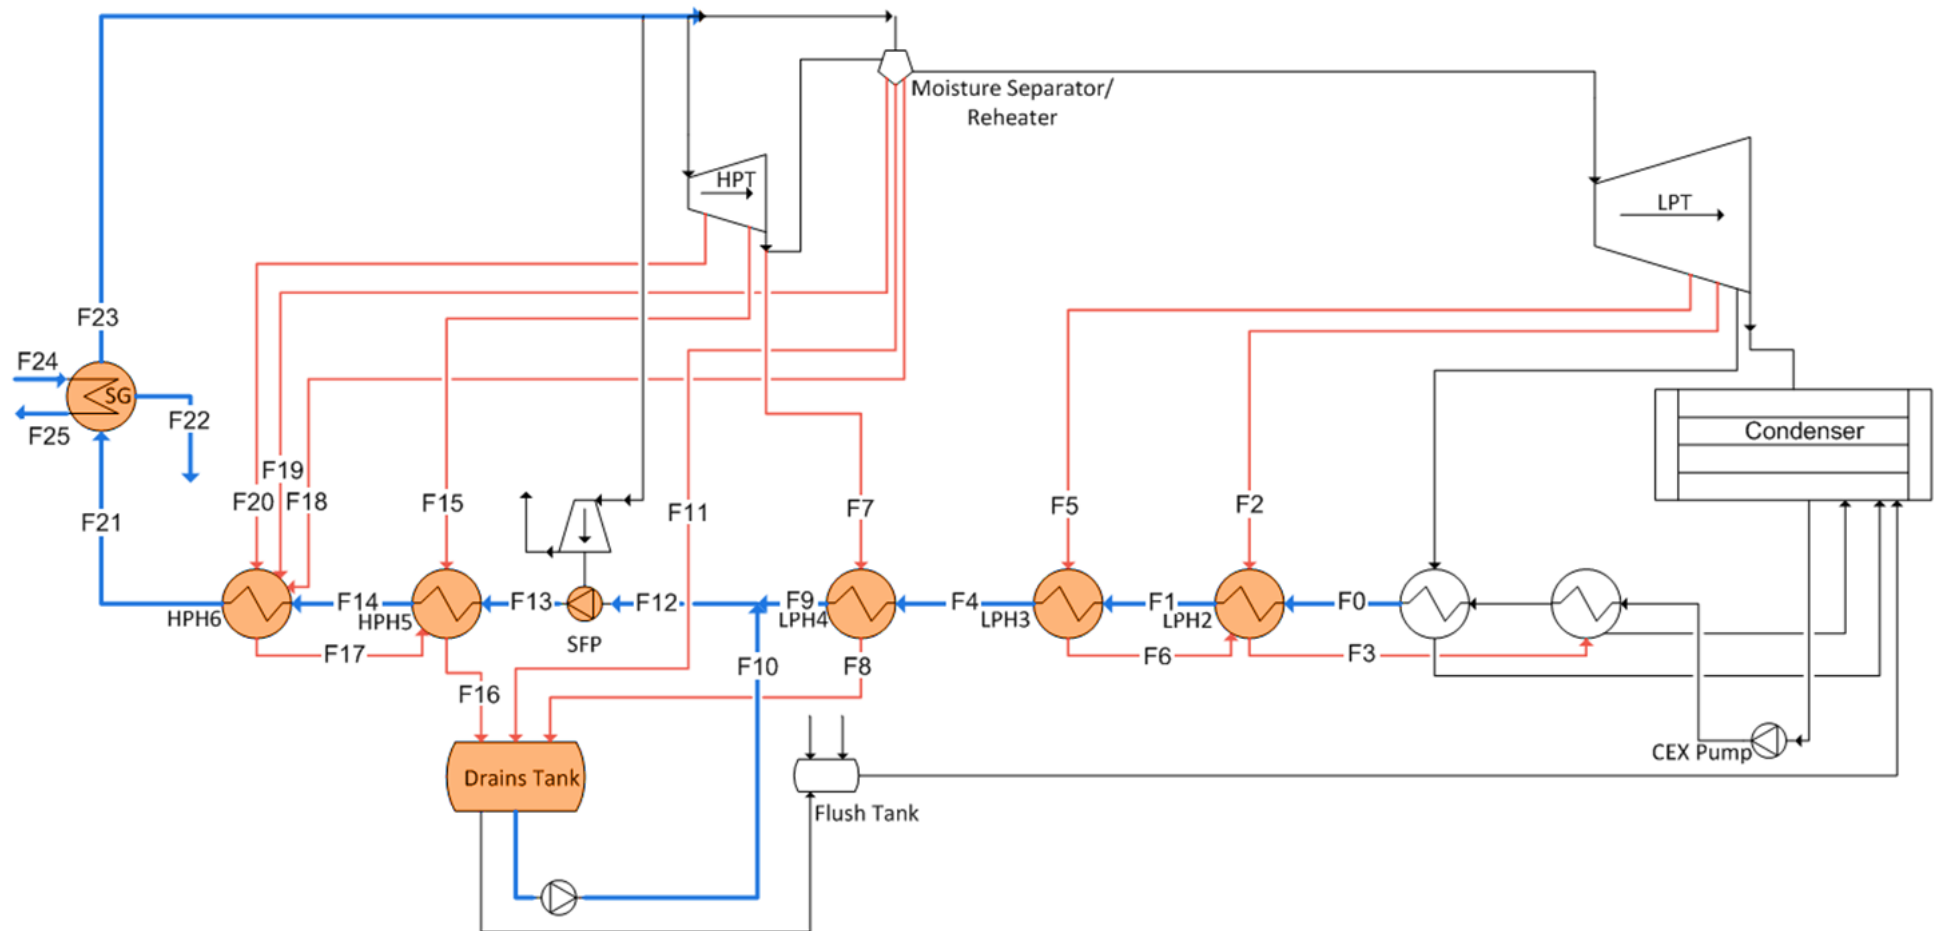 Moisture Separator/
Reheater
HPT
LPT
F23
F24
SG
F25
F22
Condenser
F19
F20
F18
F15
F11
F7
F5
F2
F21
F14
F13
F12
F9
F4
F1
F0
HPH6
HPH5
SFP
LPH4
LPH3
LPH2
F17
F16
F10
F8
F6
F3
CEX Pump
Drains Tank
Flush Tank